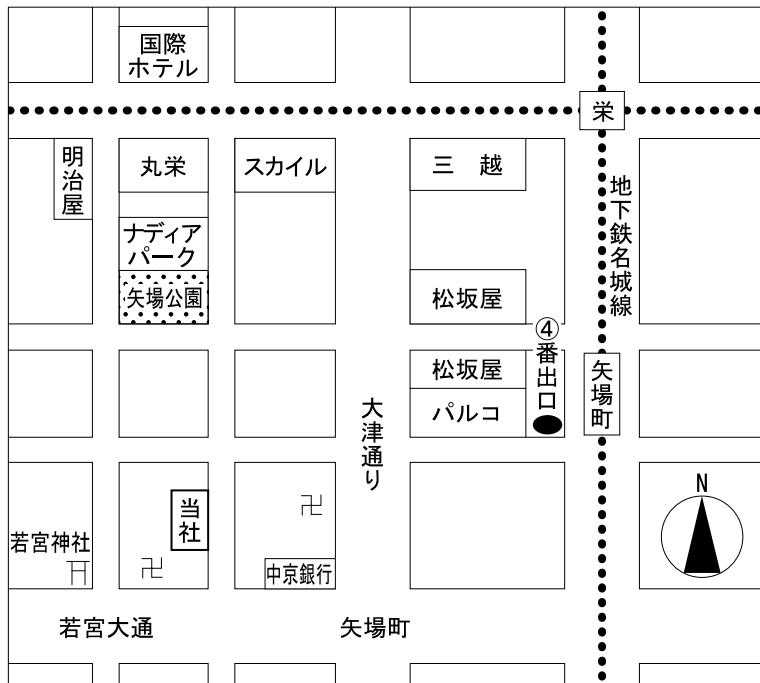 国際
ホテル
栄
明治屋
丸栄
スカイル
三 越
地下鉄名城線
ナディア
パーク
矢場公園
松坂屋
④番出口
松坂屋
パルコ
矢場町
大津通り
N
当社
若宮神社
中京銀行
若宮大通
矢場町